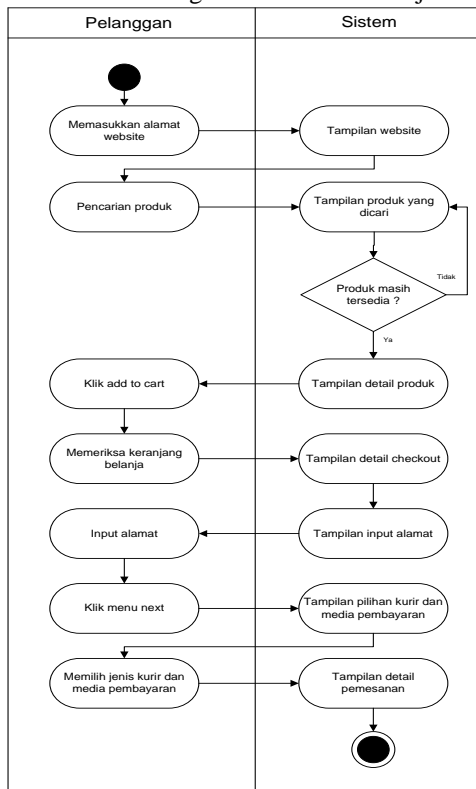 Pelanggan
Sistem
Memasukkan alamat
website
Tampilan website
Pencarian produk
Tampilan produk yang
dicari
Tidak
Produk masih
tersedia ?
Ya
Klik add to cart
Tampilan detail produk
Memeriksa keranjang
belanja
Tampilan detail checkout
Input alamat
Tampilan input alamat
Klik menu next
Tampilan pilihan kurir dan
media pembayaran
Memilih jenis kurir dan
media pembayaran
Tampilan detail
pemesanan